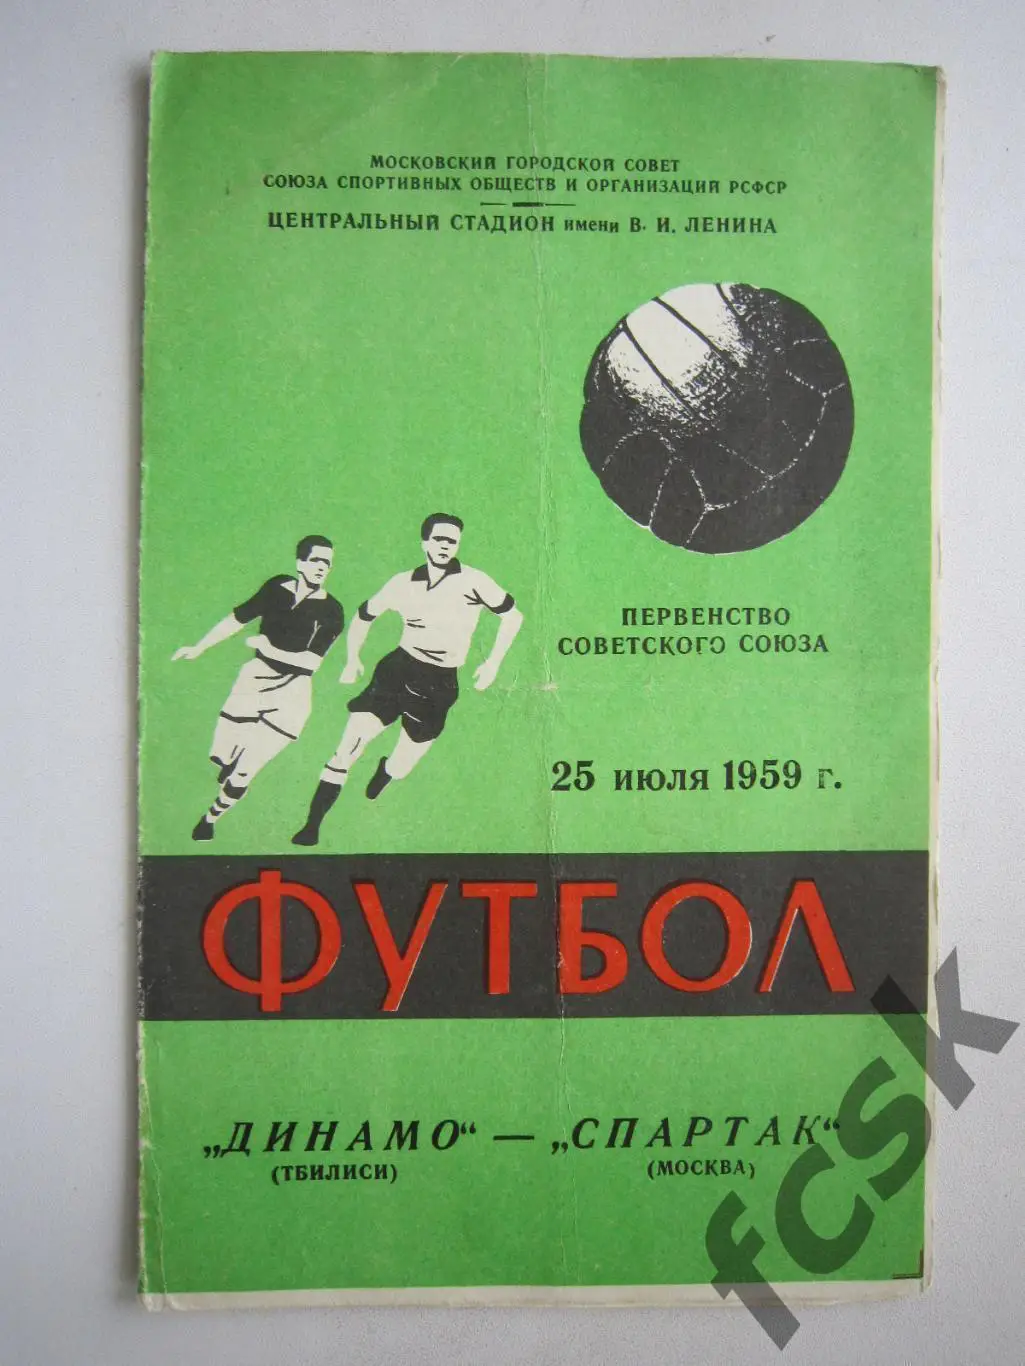 МОСКОВСКИЙ ГОРОДСКОЙ СОВЕТ
СОЮЗА СПОРТИВНЫХ ОБЩЕСТВ И ОРГАНИЗАЦИЙ РСФСР
ЦЕНТРАЛЬНЫЙ СТАДИОН имени В. И. ЛЕНИНА
ПЕРВЕНСТВО
СОВЕТСКОГО СОЮЗА
25 июля 1959 г.
ФУТБОЛ
„ДИНАМО“ — „СПАРТАК“
(ТБИЛИСИ) (МОСКВА)
fcsk